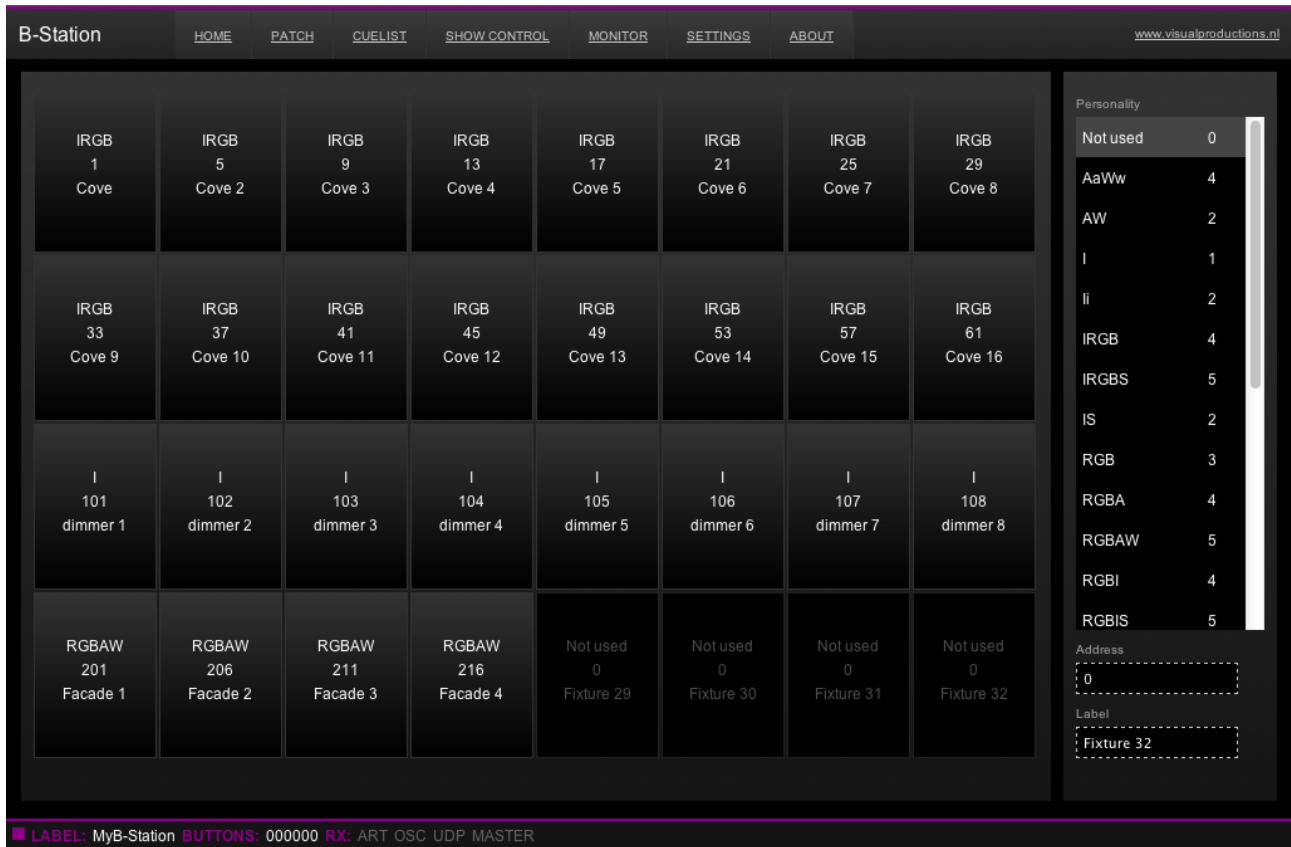 B-Station HOME PATCH CUELIST SHOW CONTROL MONITOR SETTINGS ABOUT www.visualproductions.nl
IRGB IRGB IRGB IRGB IRGB IRGB IRGB IRGB
1 5 9 13 17 21 25 29
Cove Cove 2 Cove 3 Cove 4 Cove 5 Cove 6 Cove 7 Cove 8
IRGB IRGB IRGB IRGB IRGB IRGB IRGB IRGB
33 37 41 45 49 53 57 61
Cove 9 Cove 10 Cove 11 Cove 12 Cove 13 Cove 14 Cove 15 Cove 16
I I I I I I I I
101 102 103 104 105 106 107 108
dimmer 1 dimmer 2 dimmer 3 dimmer 4 dimmer 5 dimmer 6 dimmer 7 dimmer 8
RGBAW RGBAW RGBAW RGBAW Not used Not used Not used Not used
201 206 211 216 0 0 0 0
Facade 1 Facade 2 Facade 3 Facade 4 Fixture 29 Fixture 30 Fixture 31 Fixture 32
Personality
Not used 0
AaWw 4
AW 2
I 1
Ii 2
IRGB 4
IRGBS 5
IS 2
RGB 3
RGBA 4
RGBAW 5
RGBI 4
RGBIS 5
Address
0
Label
Fixture 32
LABEL: MyB-Station BUTTONS: 000000 RX: ART OSC UDP MASTER